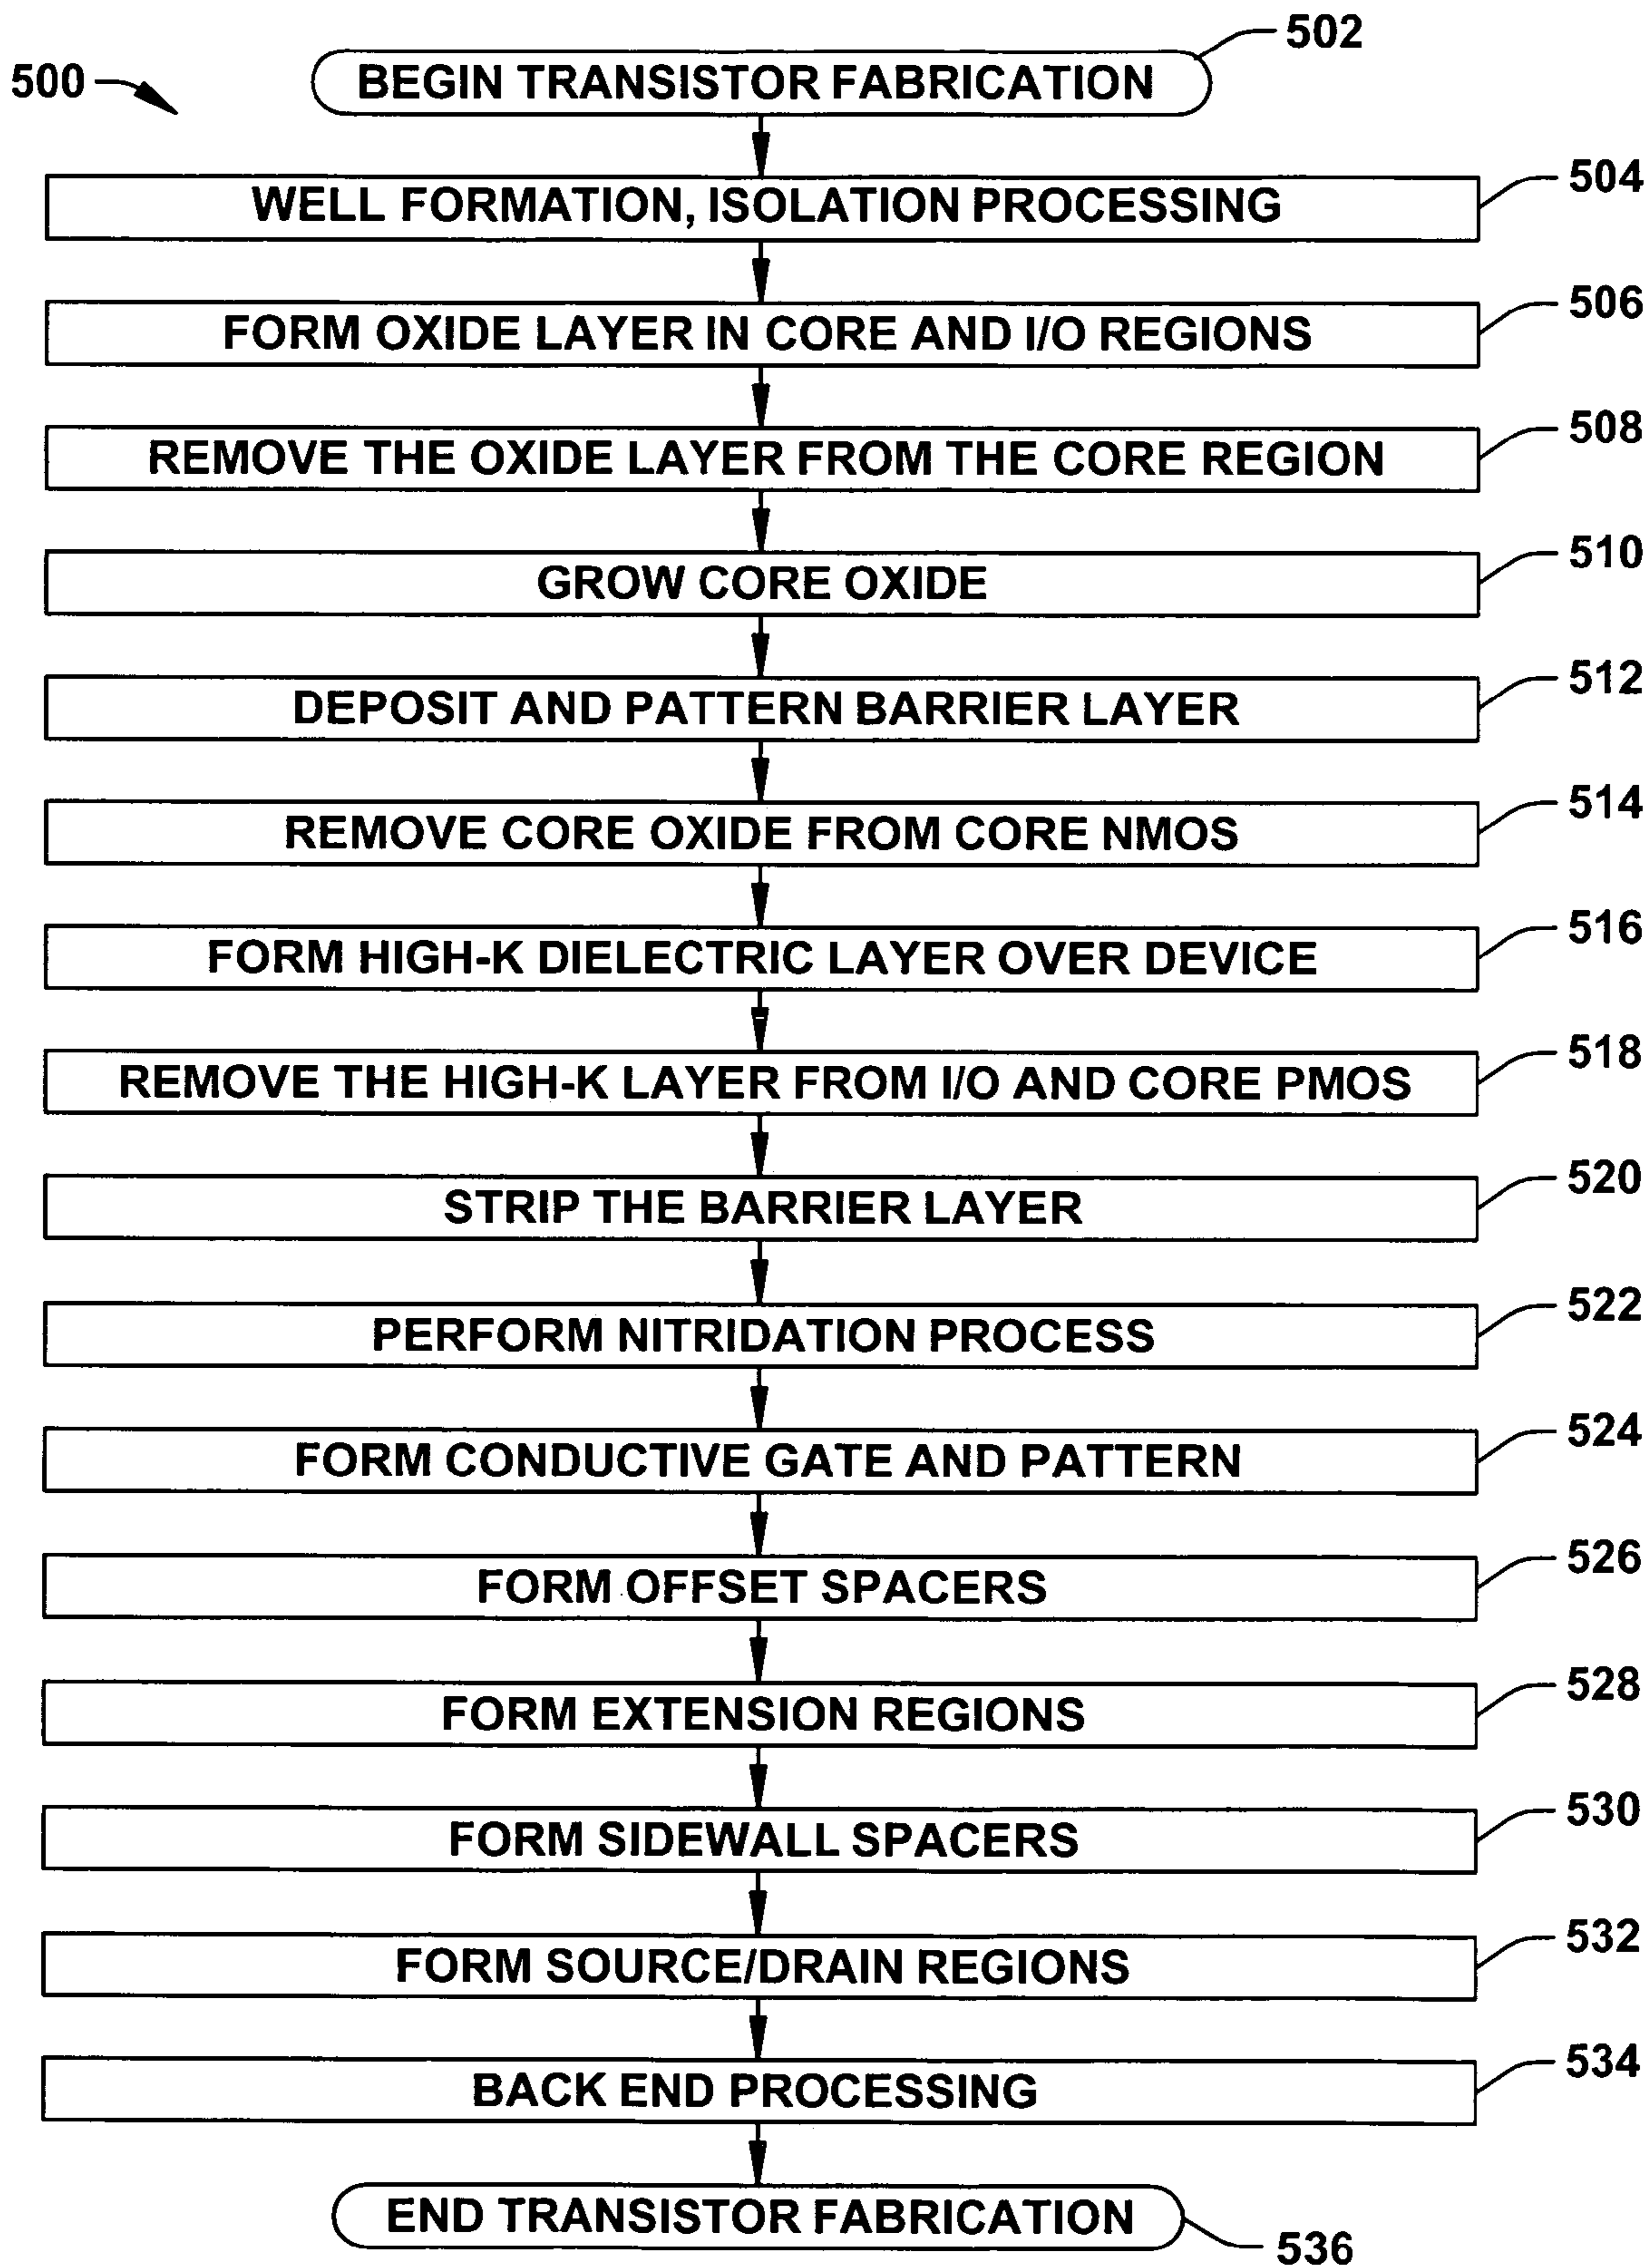 500
502
BEGIN TRANSISTOR FABRICATION
WELL FORMATION, ISOLATION PROCESSING
504
FORM OXIDE LAYER IN CORE AND I/O REGIONS
506
REMOVE THE OXIDE LAYER FROM THE CORE REGION
508
GROW CORE OXIDE
510
DEPOSIT AND PATTERN BARRIER LAYER
512
REMOVE CORE OXIDE FROM CORE NMOS
514
FORM HIGH-K DIELECTRIC LAYER OVER DEVICE
516
REMOVE THE HIGH-K LAYER FROM I/O AND CORE PMOS
518
STRIP THE BARRIER LAYER
520
PERFORM NITRIDATION PROCESS
522
FORM CONDUCTIVE GATE AND PATTERN
524
FORM OFFSET SPACERS
526
FORM EXTENSION REGIONS
528
FORM SIDEWALL SPACERS
530
FORM SOURCE/DRAIN REGIONS
532
BACK END PROCESSING
534
END TRANSISTOR FABRICATION
536